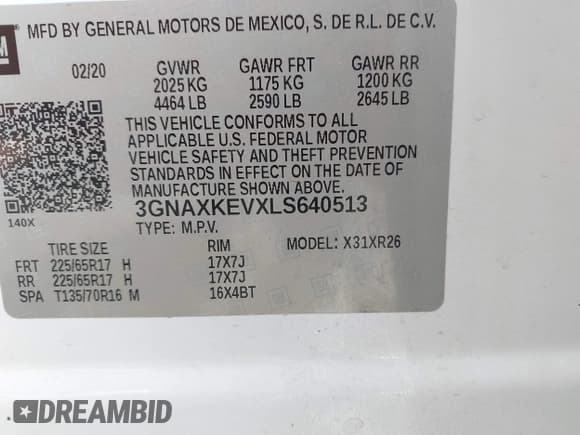 GM
MFD BY GENERAL MOTORS DE MEXICO, S. DE R.L. DE C.V.
02/20 GVWR GAWR FRT GAWR RR
2025 KG 1175 KG 1200 KG
4464 LB 2590 LB 2645 LB
THIS VEHICLE CONFORMS TO ALL
APPLICABLE U.S. FEDERAL MOTOR
VEHICLE SAFETY AND THEFT PREVENTION
STANDARDS IN EFFECT ON THE DATE OF
MANUFACTURE SHOWN ABOVE.
140X
3GNAXKEVXLS640513
TYPE: M.P.V.
TIRE SIZE RIM MODEL: X31XR26
FRT 225/65R17 H 17X7J
RR 225/65R17 H 17X7J
SPA T135/70R16 M 16X4BT
DREAMBID